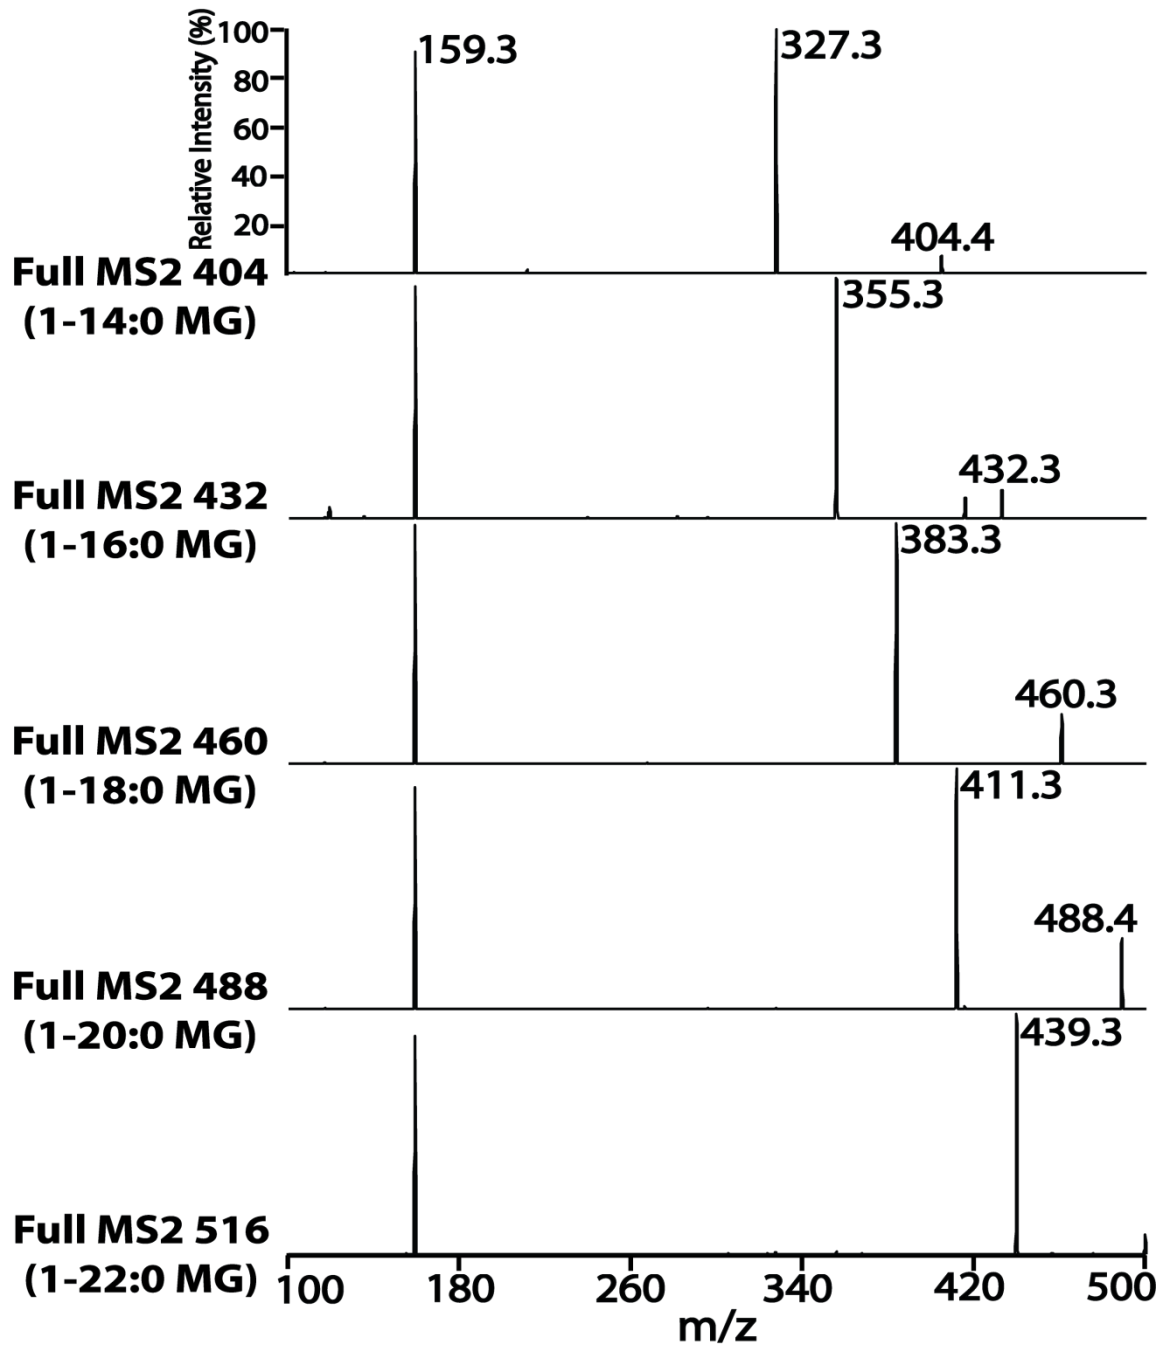 Relative Intensity (%)
100
80
60
40
20
159.3
327.3
404.4
Full MS2 404
(1-14:0 MG)
355.3
432.3
Full MS2 432
(1-16:0 MG)
383.3
460.3
Full MS2 460
(1-18:0 MG)
411.3
488.4
Full MS2 488
(1-20:0 MG)
439.3
Full MS2 516
(1-22:0 MG)
100 180 260 340 420 500
m/z